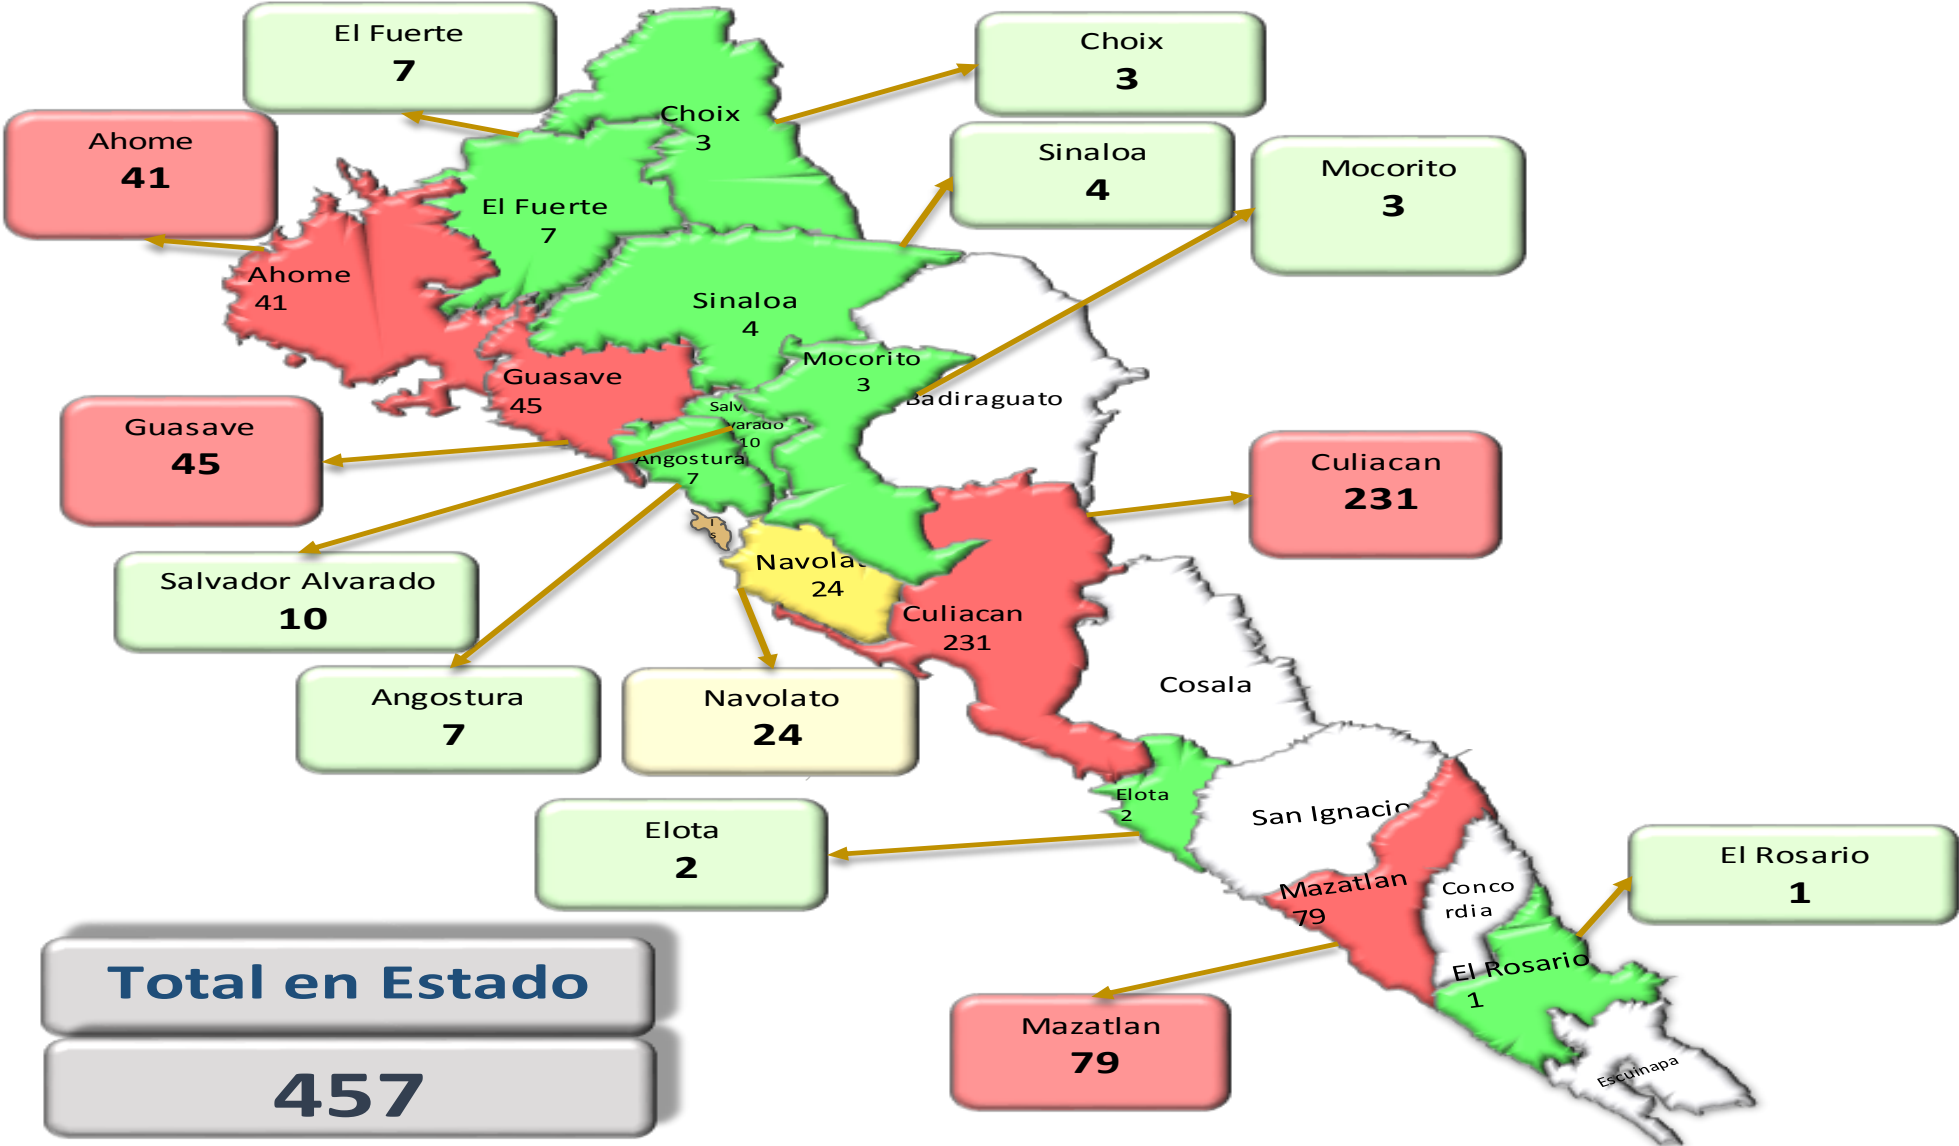 El Fuerte
7
Choix
3
Ahome
41
Sinaloa
4
Mocorito
3
Choix
3
El Fuerte
7
Ahome
41
Sinaloa
4
Mocorito
3
Guasave
45
Badiraguato
Salv
varado
10
Angostura
7
Guasave
45
Culiacan
231
Navolat
24
Salvador Alvarado
10
Culiacan
231
Angostura
7
Navolato
24
Cosala
Elota
2
San Ignacio
Elota
2
Mazatlan
79
Conco
rdia
El Rosario
1
El Rosario
1
Total en Estado
457
Mazatlan
79
Escuinapa